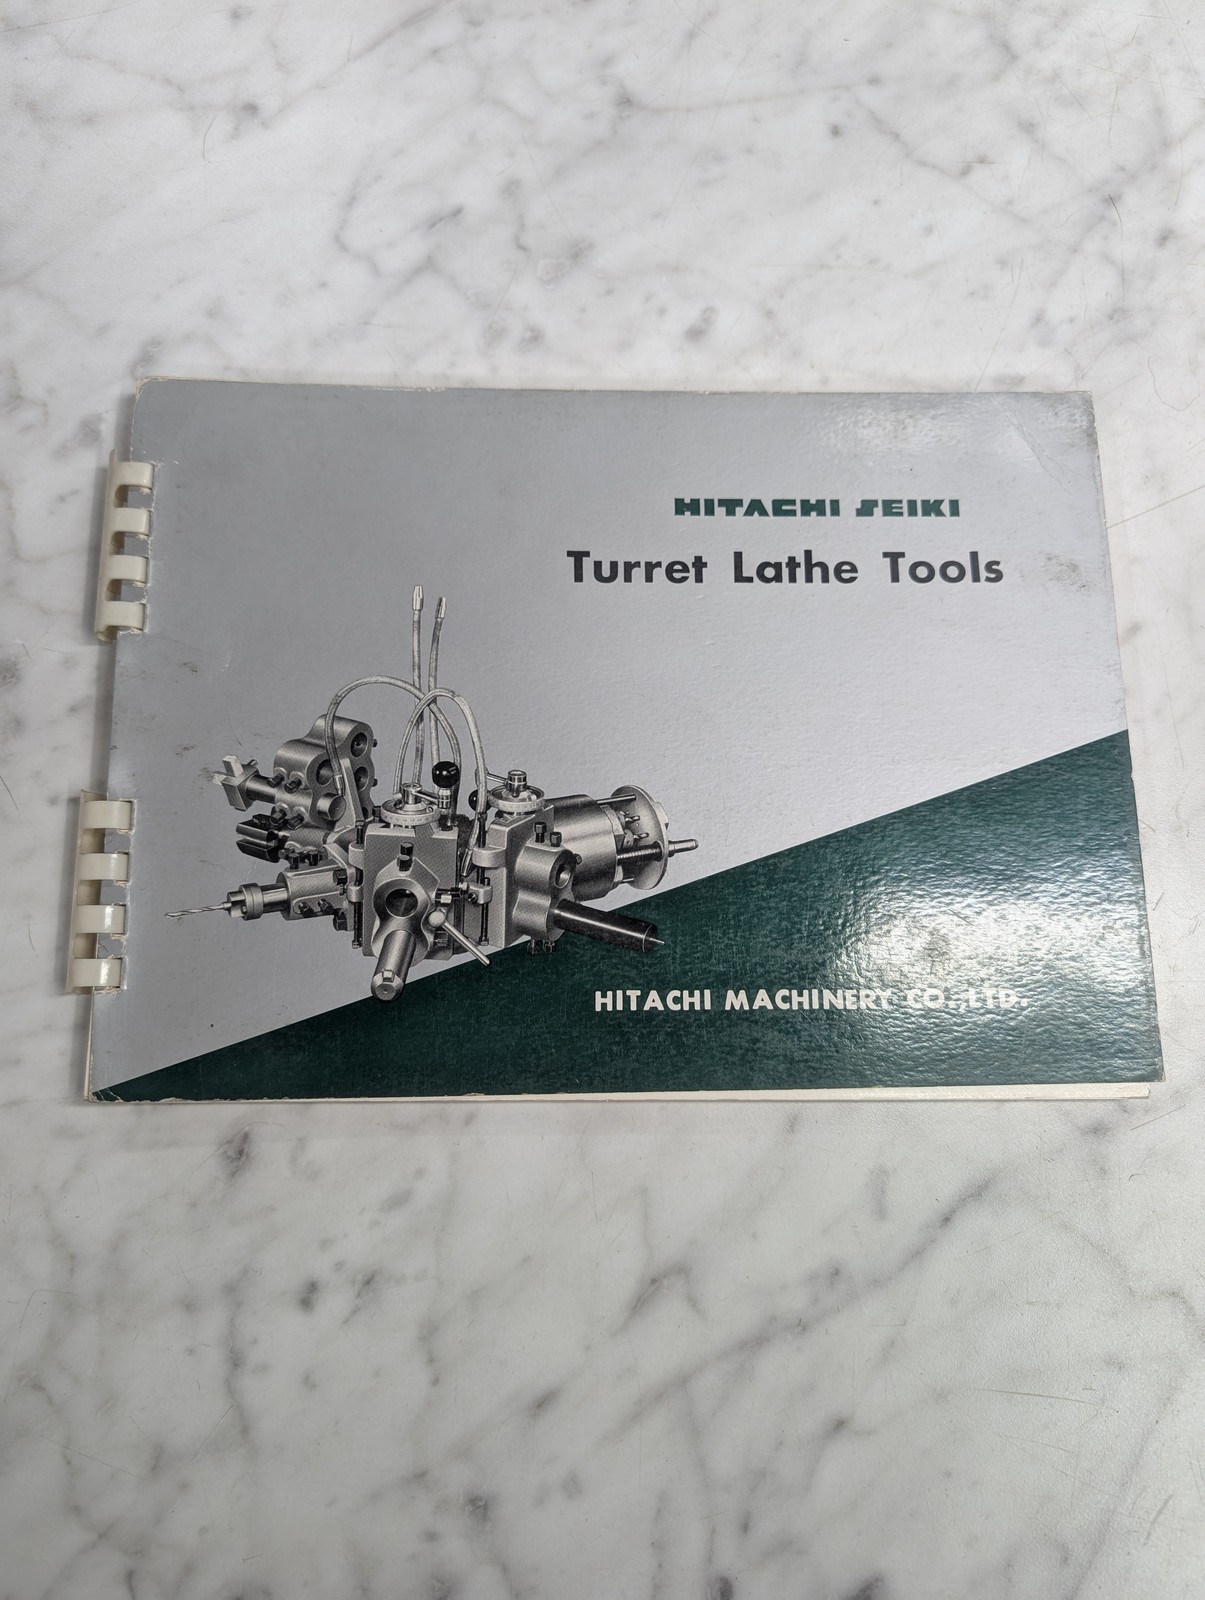 HITACHI SEIKI
Turret Lathe Tools
HITACHI MACHINERY CO.,LTD.